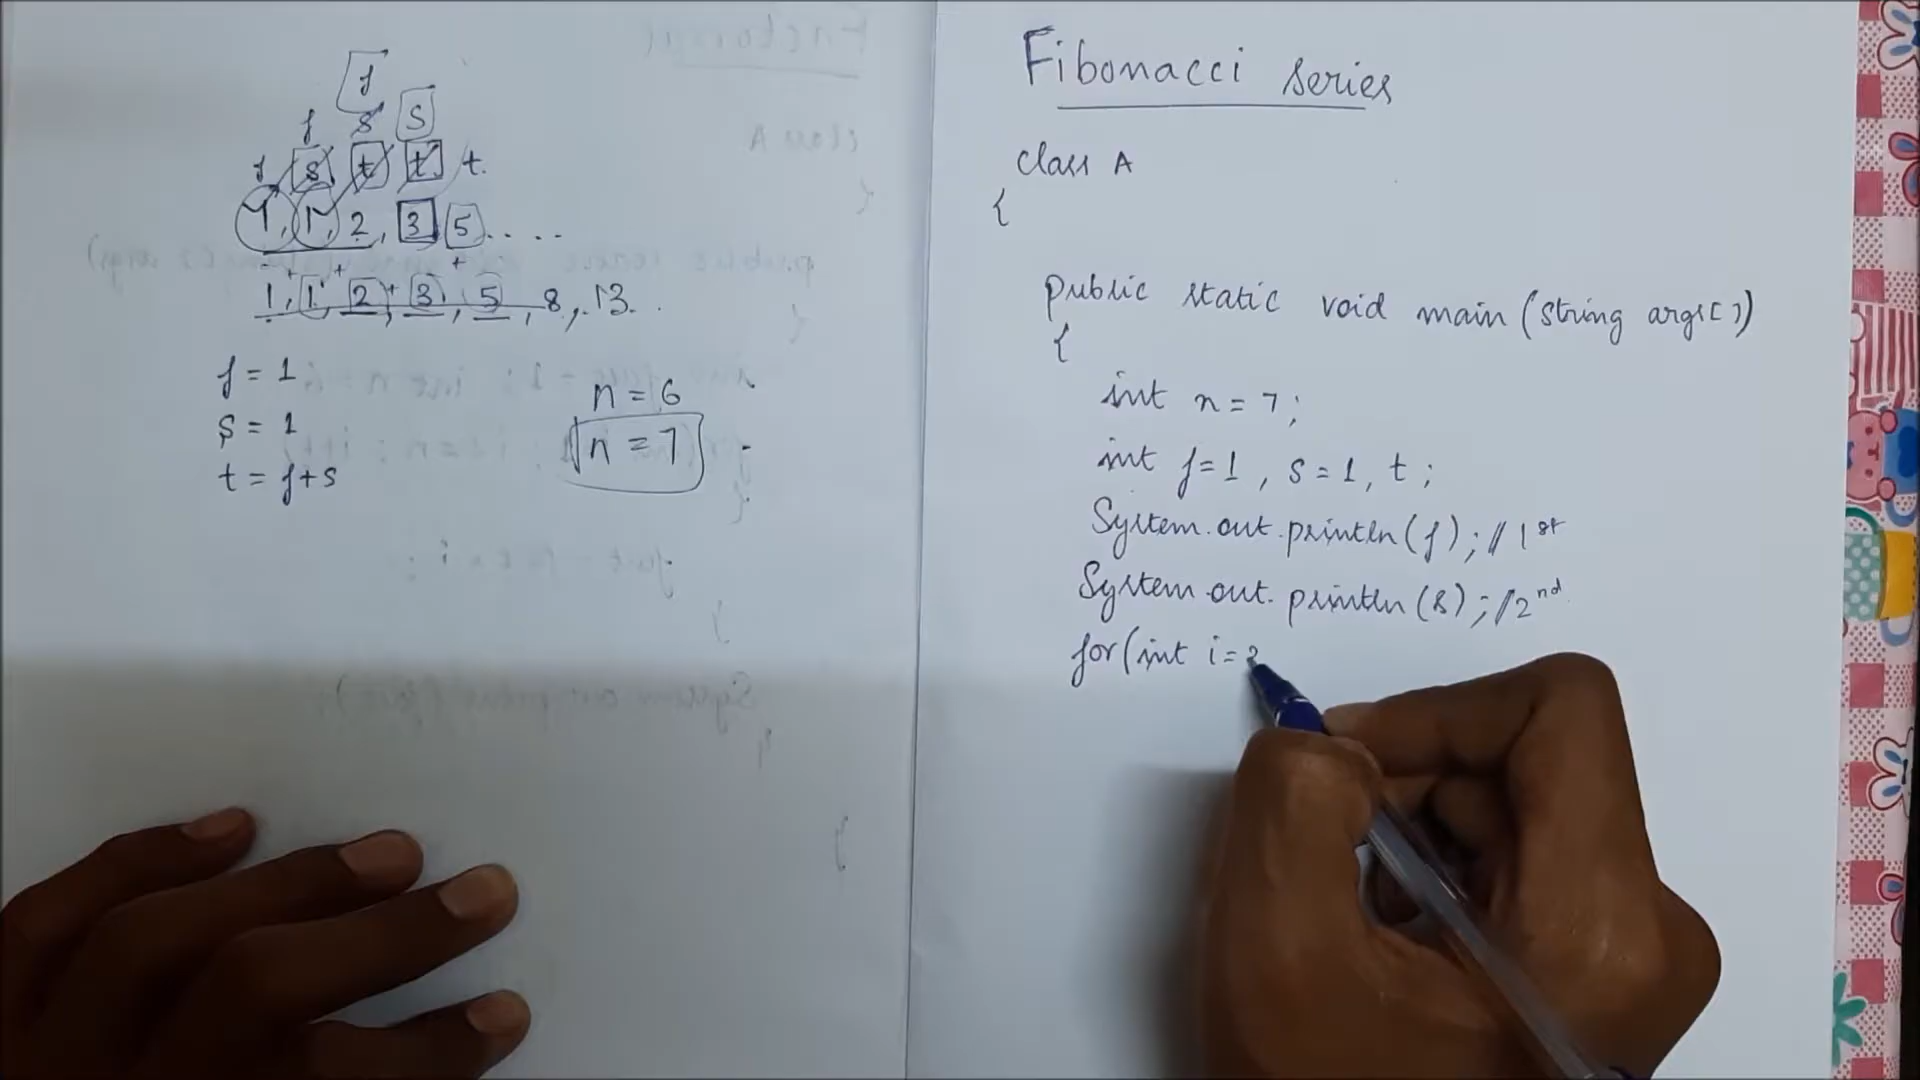 f
f s S
f s t t t.
1, 1, 2, 3 5 . . . .
+ + +
1, 1, 2, + 3, 5, 8, 13. .
f = 1
s = 1
t = f+s
n = 6
n = 7
Fibonacci series
class A
{
public static void main (string args[ ])
{
int n = 7 ;
int f=1 , s = 1, t ;
System.out.println(f) ; // 1st
System.out.println(s) ; //2nd
for(int i=